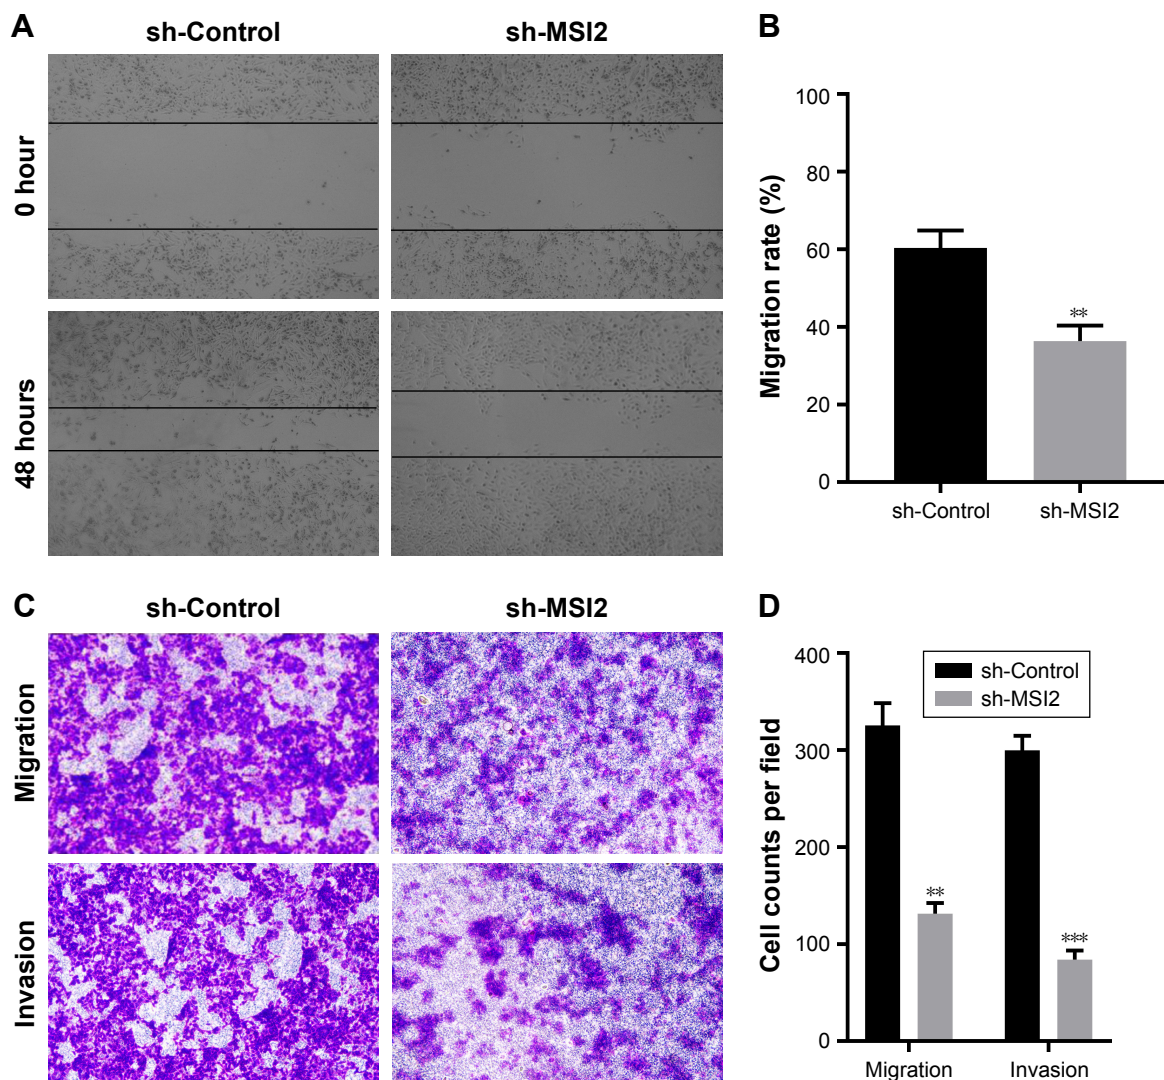 A
sh-Control
sh-MSI2
0 hour
48 hours
B
Migration rate (%)
100
80
60
40
20
0
**
sh-Control
sh-MSI2
C
sh-Control
sh-MSI2
Migration
Invasion
D
Cell counts per field
400
300
200
100
0
sh-Control
sh-MSI2
**
***
Migration
Invasion